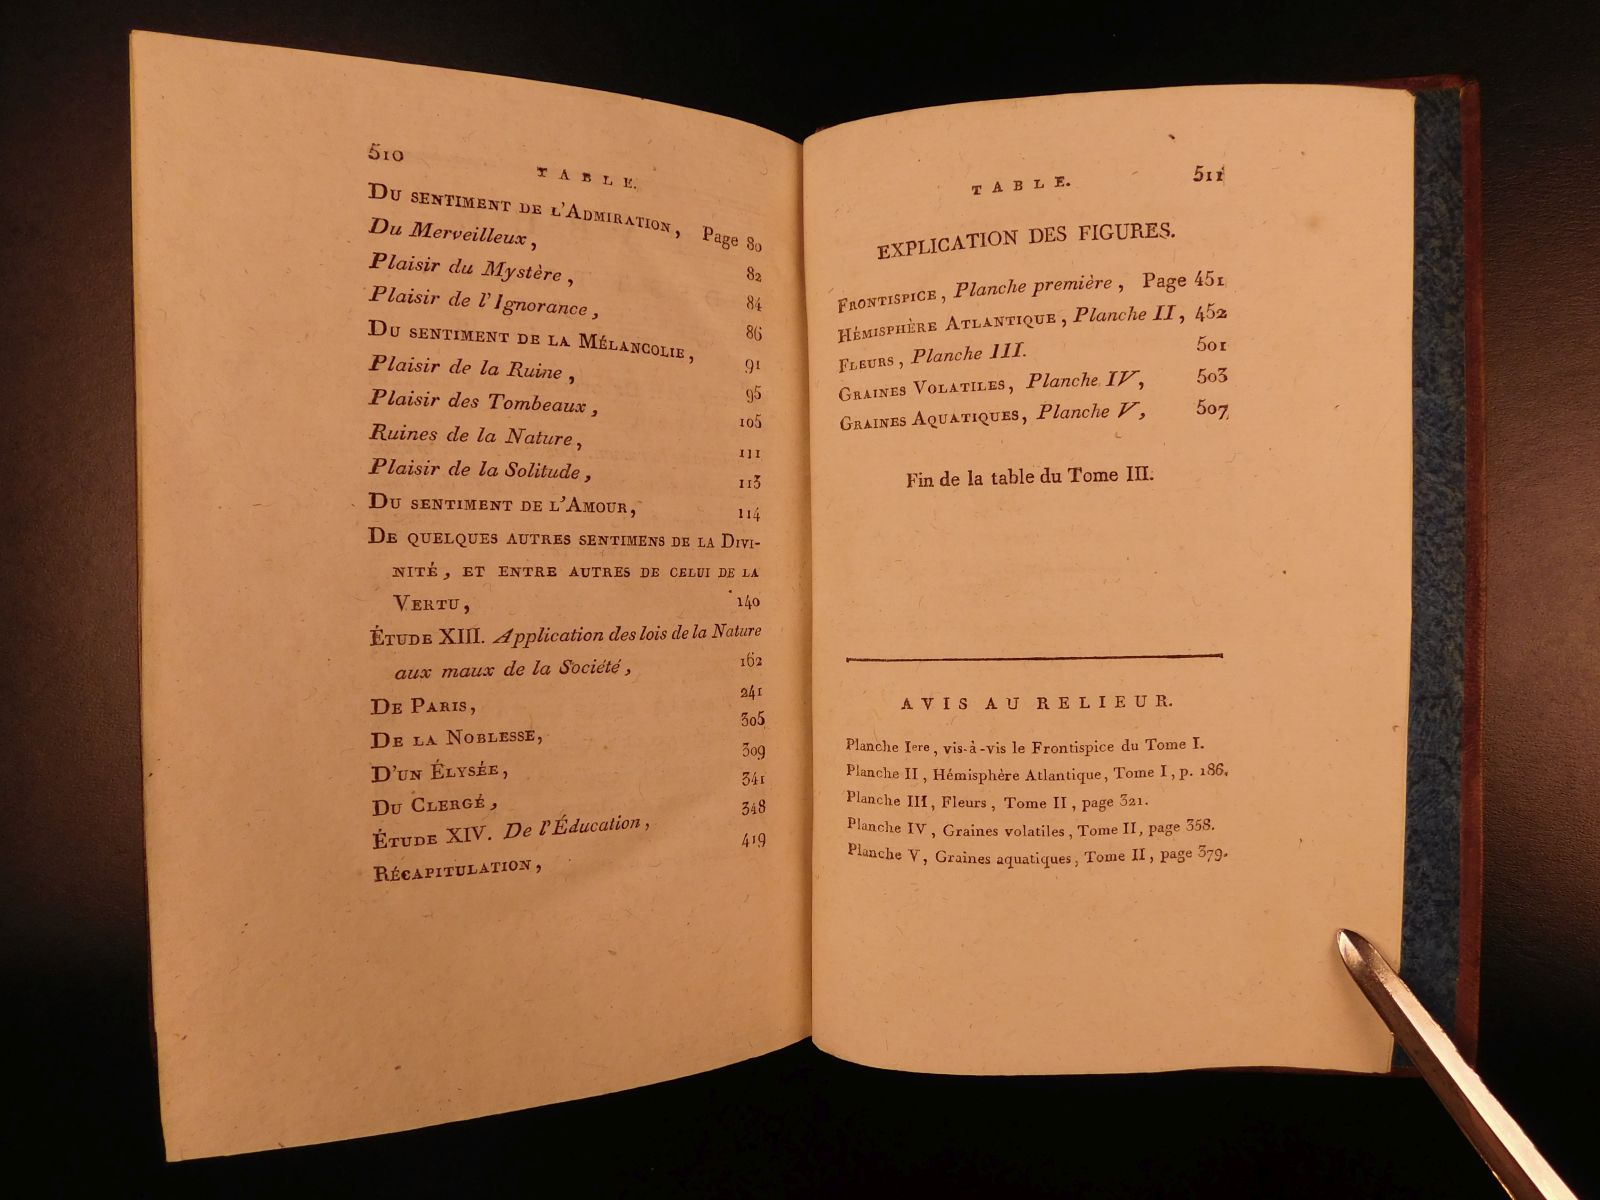 510
TABLE.
Du sentiment de l'Admiration, Page 80
Du Merveilleux, 82
Plaisir du Mystère, 84
Plaisir de l'Ignorance, 86
Du sentiment de la Mélancolie, 91
Plaisir de la Ruine, 95
Plaisir des Tombeaux, 105
Ruines de la Nature, 111
Plaisir de la Solitude, 113
Du sentiment de l'Amour, 114
De quelques autres sentimens de la Divi-
nité, et entre autres de celui de la
Vertu, 140
Étude XIII. Application des lois de la Nature
aux maux de la Société, 162
De Paris, 241
De la Noblesse, 305
D'un Élysée, 309
Du Clergé, 341
Étude XIV. De l'Éducation, 348
Récapitulation, 419
TABLE. 511
EXPLICATION DES FIGURES.
Frontispice, Planche première, Page 451
Hémisphère Atlantique, Planche II, 452
Fleurs, Planche III. 501
Graines Volatiles, Planche IV, 503
Graines Aquatiques, Planche V, 507
Fin de la table du Tome III.
AVIS AU RELIEUR.
Planche Iere, vis-à-vis le Frontispice du Tome I.
Planche II, Hémisphère Atlantique, Tome I, p. 186.
Planche III, Fleurs, Tome II, page 321.
Planche IV, Graines volatiles, Tome II, page 358.
Planche V, Graines aquatiques, Tome II, page 379.